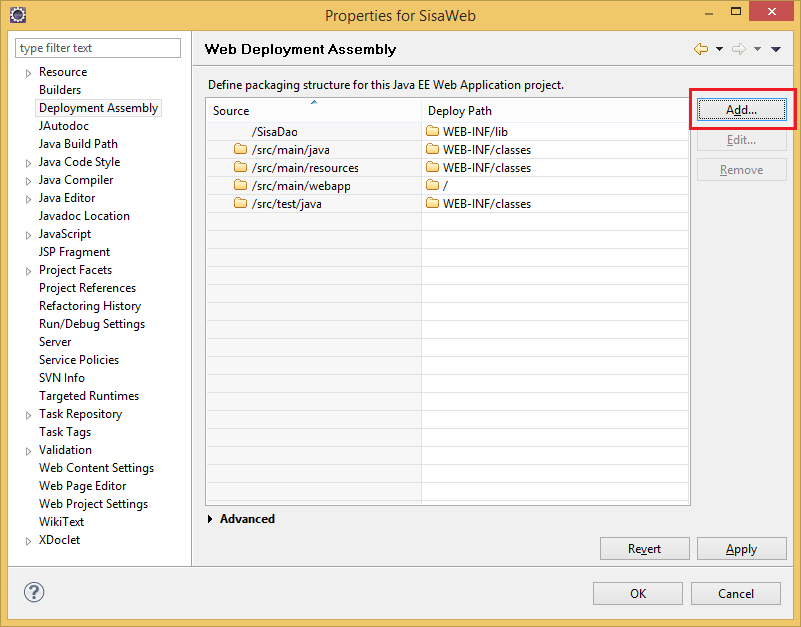 Properties for SisaWeb
type filter text
Resource
Builders
Deployment Assembly
JAutodoc
Java Build Path
Java Code Style
Java Compiler
Java Editor
Javadoc Location
JavaScript
JSP Fragment
Project Facets
Project References
Refactoring History
Run/Debug Settings
Server
Service Policies
SVN Info
Targeted Runtimes
Task Repository
Task Tags
Validation
Web Content Settings
Web Page Editor
Web Project Settings
WikiText
XDoclet
Web Deployment Assembly
Define packaging structure for this Java EE Web Application project.
Source Deploy Path
/SisaDao WEB-INF/lib
/src/main/java WEB-INF/classes
/src/main/resources WEB-INF/classes
/src/main/webapp /
/src/test/java WEB-INF/classes
Add...
Edit...
Remove
Advanced
Revert Apply
? OK Cancel